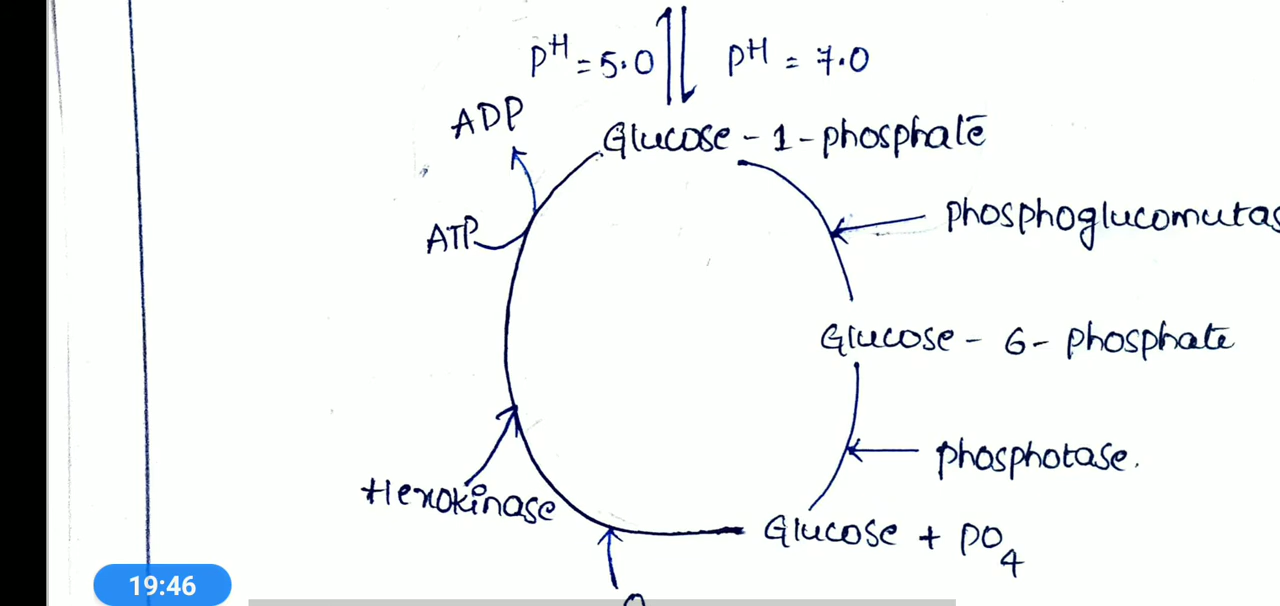 pH = 5.0 pH = 7.0
ADP
Glucose - 1 - phosphate
ATP
phosphoglucomutas
Glucose - 6 - phosphate
phosphotase.
Hexokinase
Glucose + PO4
19:46